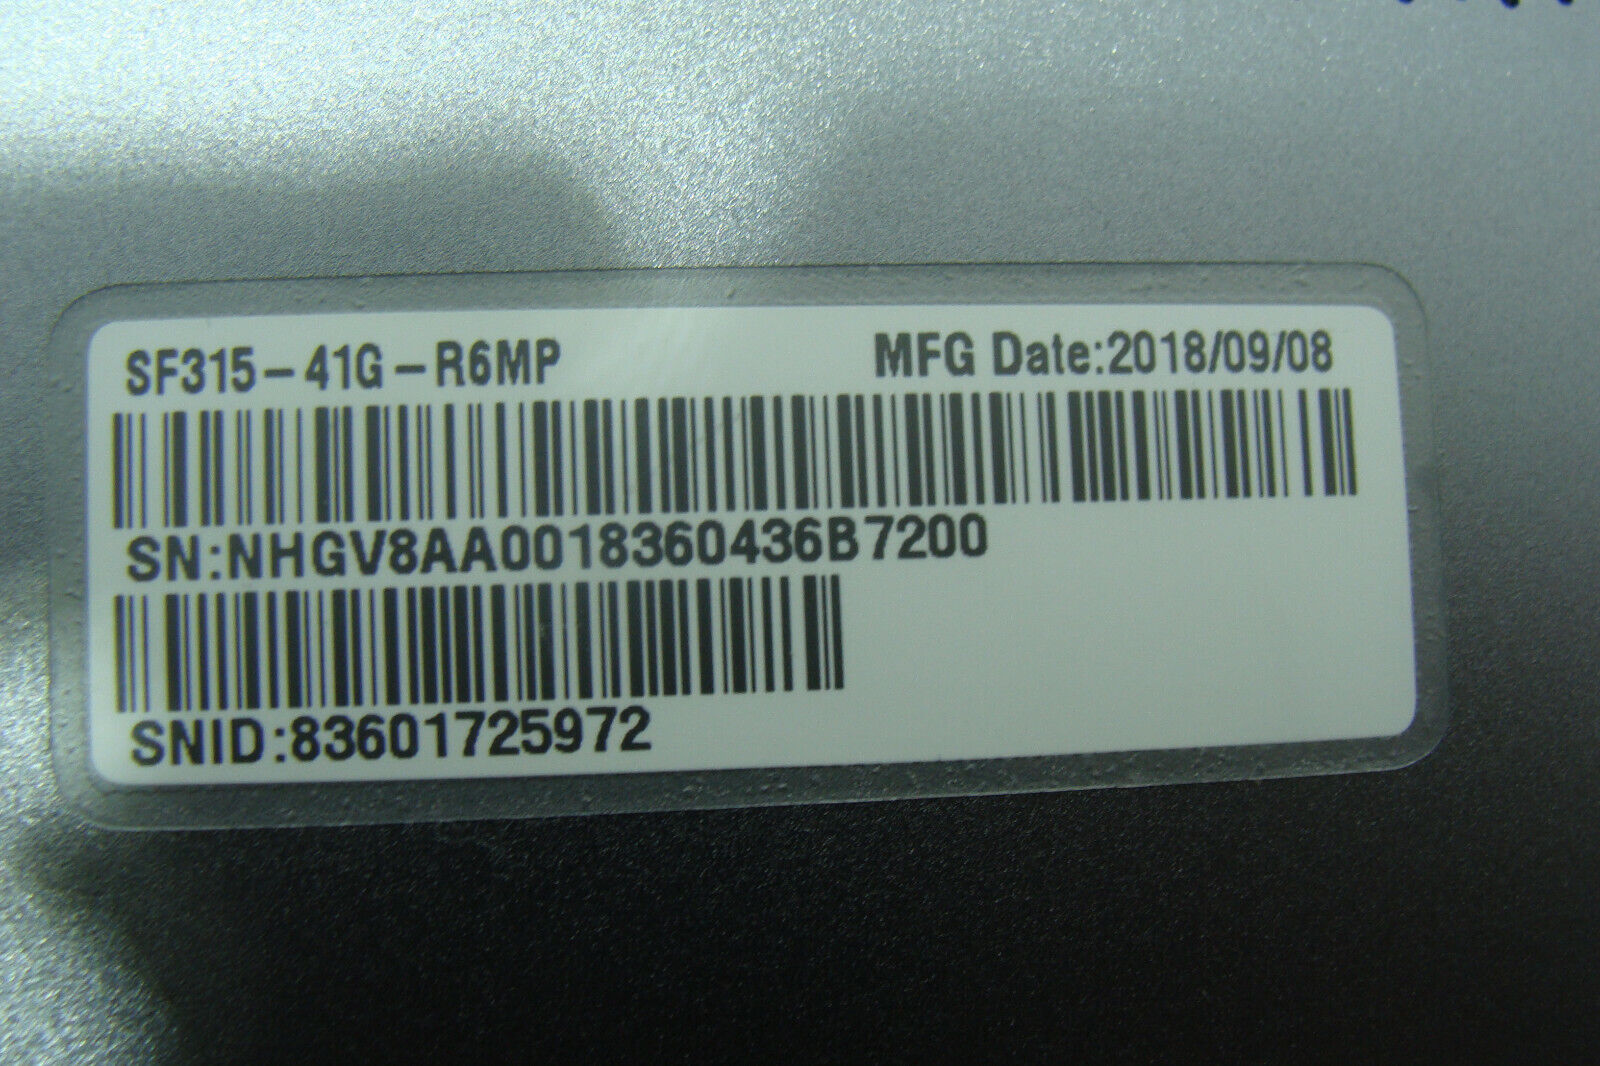 SF315-41G-R6MP MFG Date:2018/09/08
SN:NHGV8AA0018360436B7200
SNID:83601725972